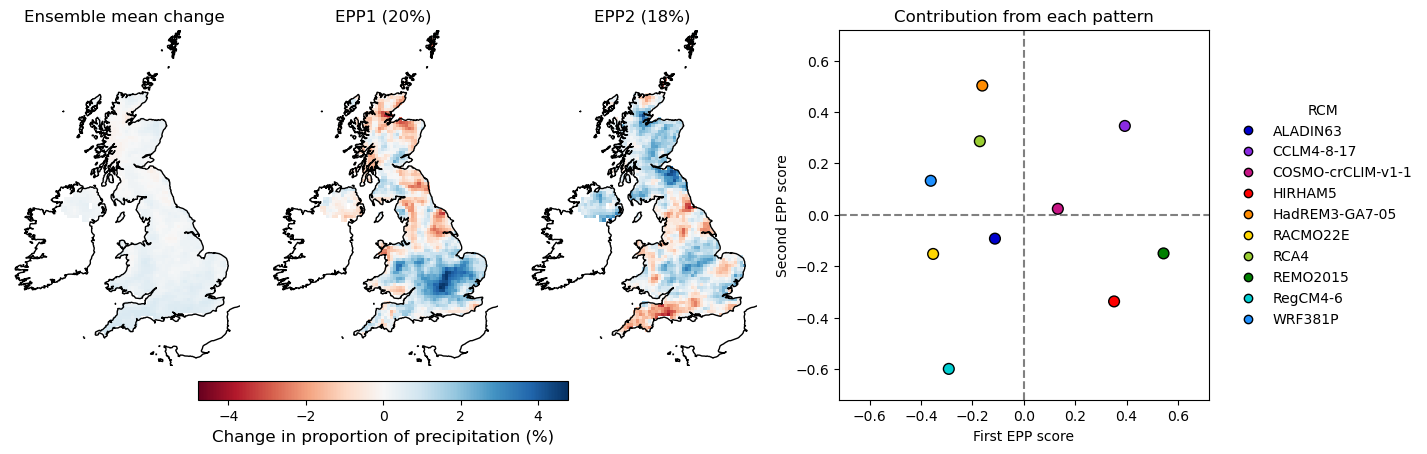 Ensemble mean change
EPP1 (20%)
EPP2 (18%)
−4 −2 0 2 4
Change in proportion of precipitation (%)
Contribution from each pattern
0.6
0.4
0.2
0.0
−0.2
−0.4
−0.6
Second EPP score
−0.6 −0.4 −0.2 0.0 0.2 0.4 0.6
First EPP score
RCM
ALADIN63
CCLM4-8-17
COSMO-crCLIM-v1-1
HIRHAM5
HadREM3-GA7-05
RACMO22E
RCA4
REMO2015
RegCM4-6
WRF381P